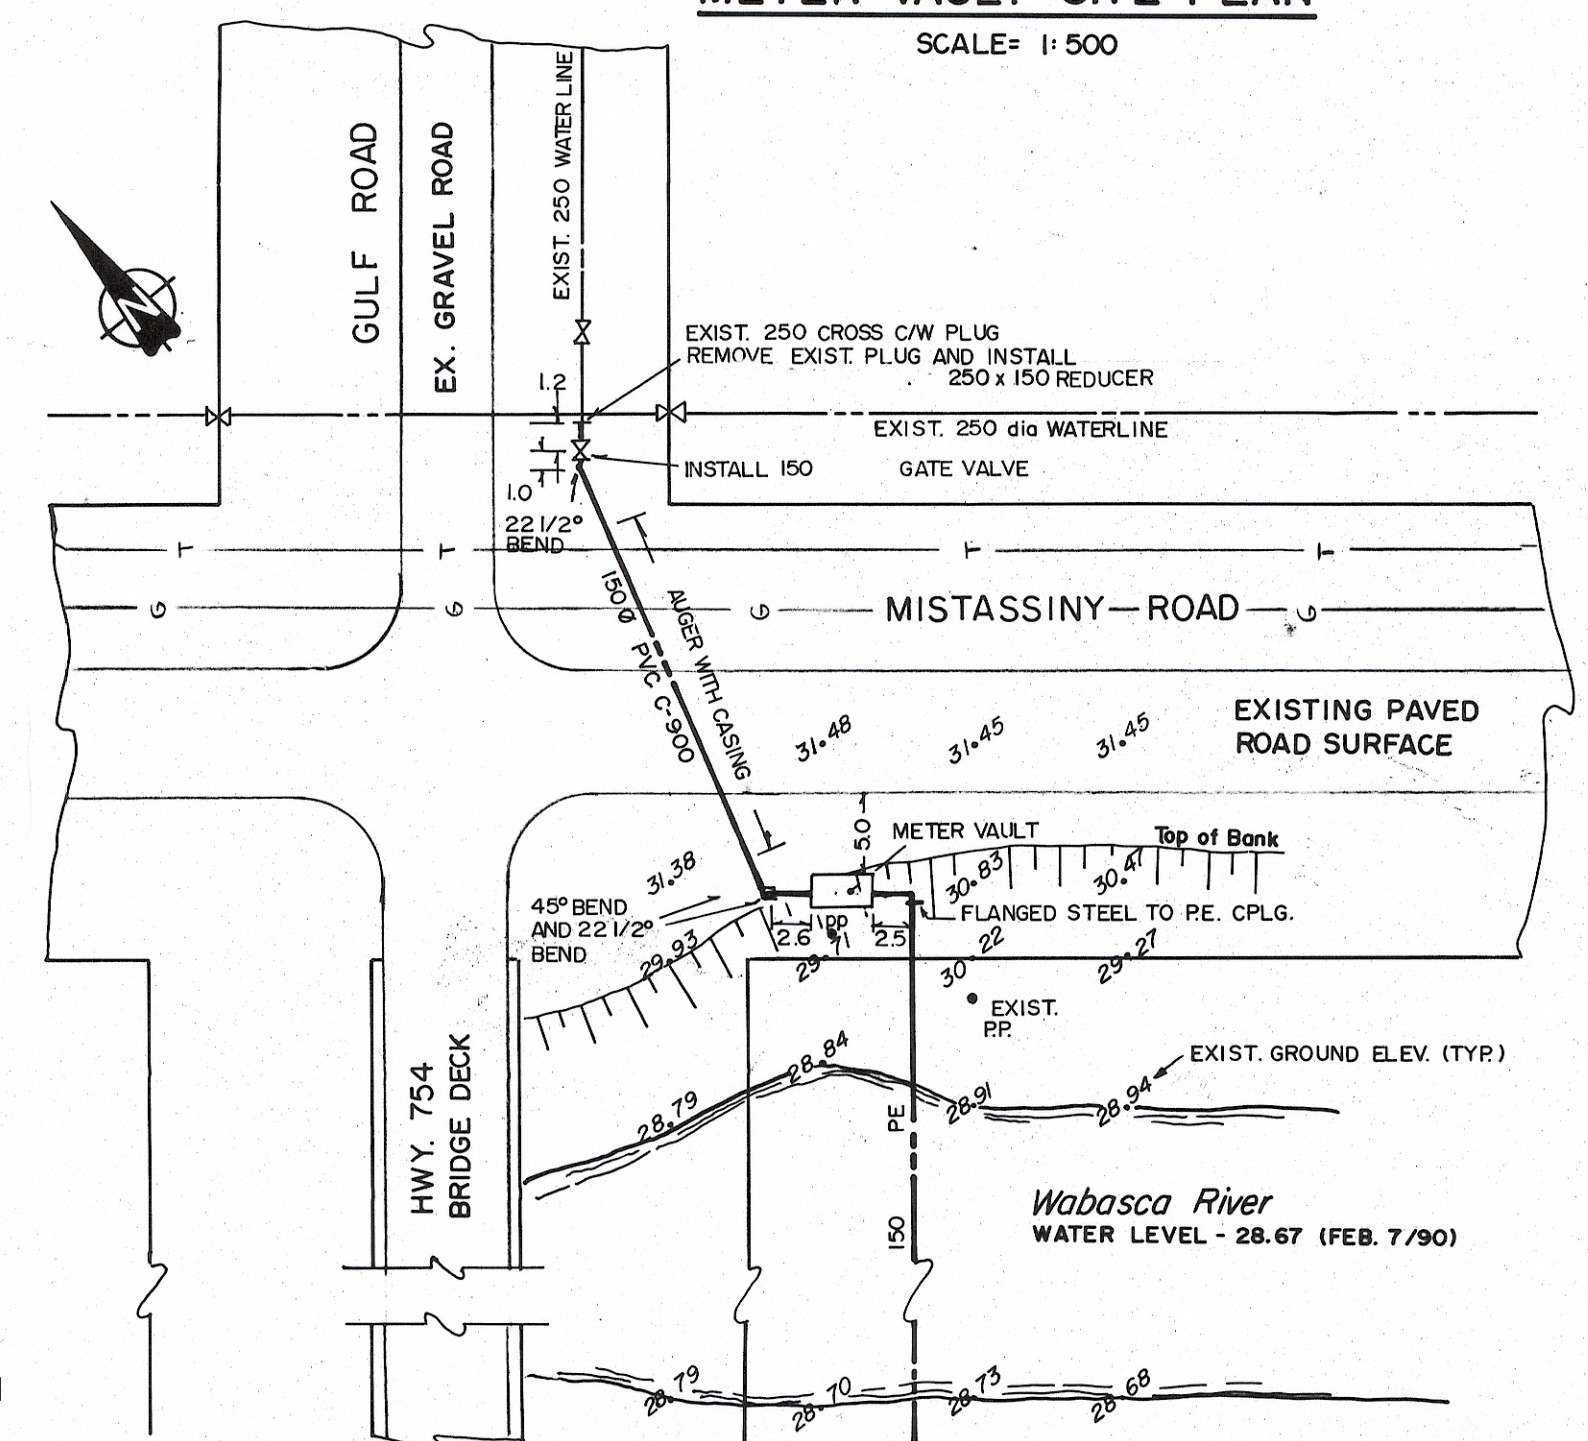 METER VAULT SITE PLAN
SCALE= 1:500
GULF ROAD
EX. GRAVEL ROAD
EXIST. 250 WATER LINE
N
EXIST. 250 CROSS C/W PLUG
REMOVE EXIST. PLUG AND INSTALL
250 x 150 REDUCER
1.2
EXIST. 250 dia WATERLINE
INSTALL 150 GATE VALVE
1.0
22 1/2°
BEND
T T T T
G G G MISTASSINY ROAD G
150Ø PVC C-900
AUGER WITH CASING
EXISTING PAVED
ROAD SURFACE
31.48
31.45
31.45
5.0
METER VAULT
Top of Bank
31.38
30.83
30.47
45° BEND
AND 22 1/2°
BEND
FLANGED STEEL TO P.E. CPLG.
2.6
PP
2.5
29.93
29.71
30.22
29.27
EXIST.
P.P.
HWY. 754
BRIDGE DECK
28.84
EXIST. GROUND ELEV. (TYP.)
28.79
28.91
28.94
150 PE
Wabasca River
WATER LEVEL - 28.67 (FEB. 7/90)
28.79
28.70
28.73
28.68